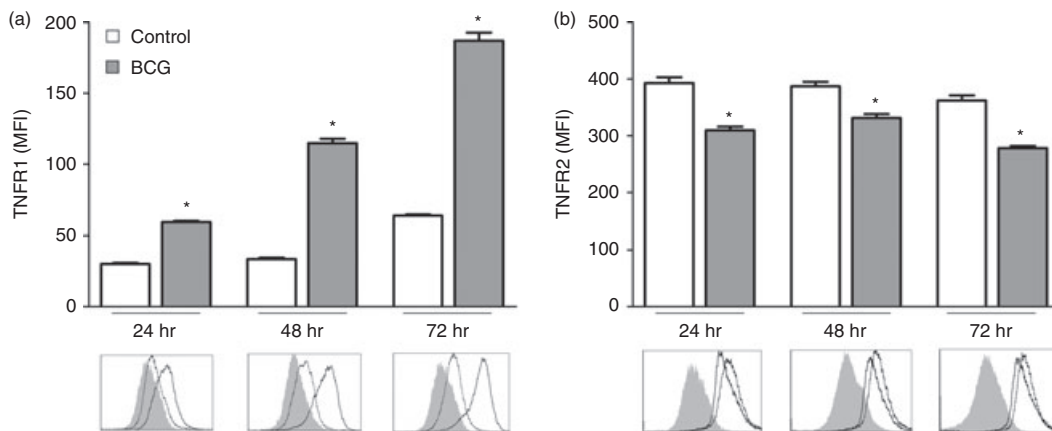 (a)
TNFR1 (MFI)
200
150
100
50
0
Control
BCG
*
*
*
24 hr
48 hr
72 hr
(b)
TNFR2 (MFI)
500
400
300
200
100
0
*
*
*
24 hr
48 hr
72 hr